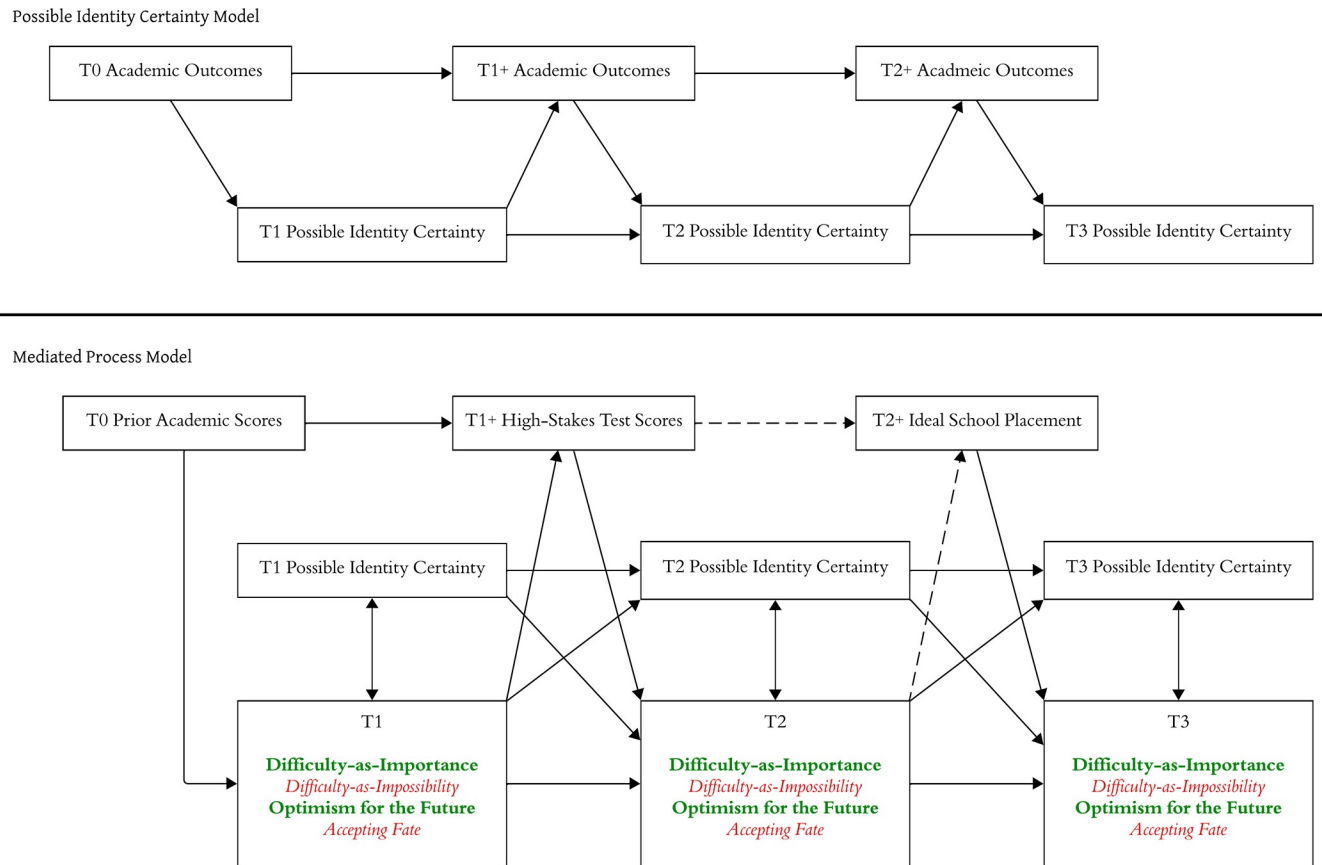 Possible Identity Certainty Model
T0 Academic Outcomes
T1+ Academic Outcomes
T2+ Acadmeic Outcomes
T1 Possible Identity Certainty
T2 Possible Identity Certainty
T3 Possible Identity Certainty
Mediated Process Model
T0 Prior Academic Scores
T1+ High-Stakes Test Scores
T2+ Ideal School Placement
T1 Possible Identity Certainty
T2 Possible Identity Certainty
T3 Possible Identity Certainty
T1
Difficulty-as-Importance
Difficulty-as-Impossibility
Optimism for the Future
Accepting Fate
T2
Difficulty-as-Importance
Difficulty-as-Impossibility
Optimism for the Future
Accepting Fate
T3
Difficulty-as-Importance
Difficulty-as-Impossibility
Optimism for the Future
Accepting Fate